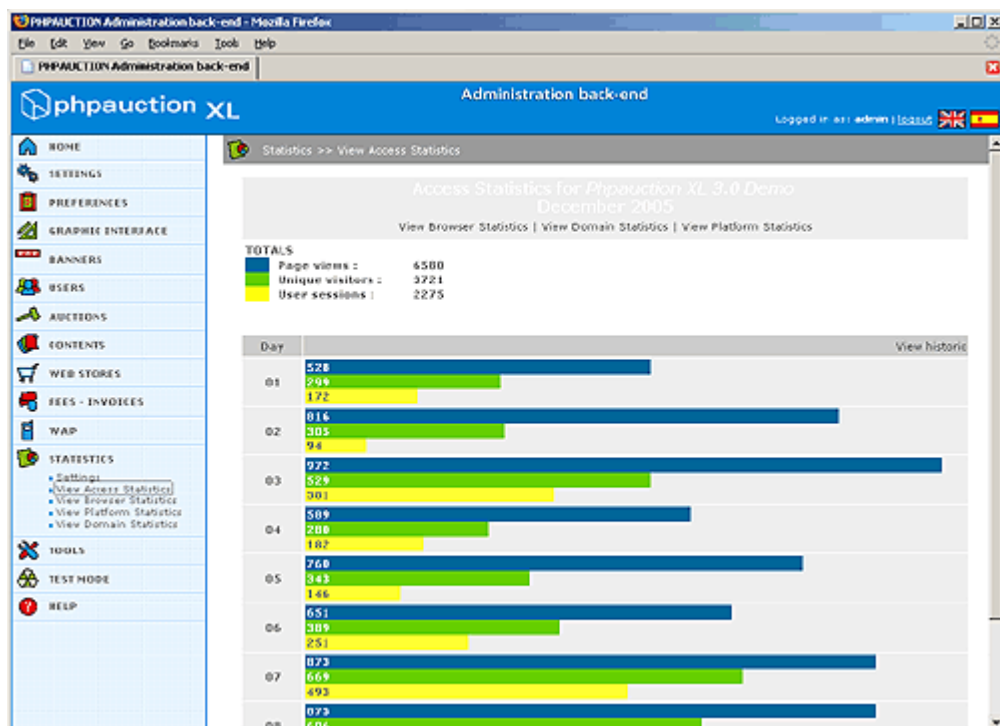 PHPAUCTION Administration back-end - Mozilla Firefox
File Edit View Go Bookmarks Tools Help
PHPAUCTION Administration back-end
phpauction XL
Administration back-end
Logged in as: admin | logout
HOME
SETTINGS
PREFERENCES
GRAPHIC INTERFACE
BANNERS
USERS
AUCTIONS
CONTENTS
WEB STORES
FEES - INVOICES
WAP
STATISTICS
Settings
View Access Statistics
View Browser Statistics
View Platform Statistics
View Domain Statistics
TOOLS
TEST MODE
HELP
Statistics >> View Access Statistics
Access Statistics for Phpauction XL 3.0 Demo
December 2005
View Browser Statistics | View Domain Statistics | View Platform Statistics
TOTALS
Page views : 6580
Unique visitors : 3721
User sessions : 2275
Day View historic
01
528
299
172
02
816
305
94
03
972
529
381
04
589
280
182
05
760
343
146
06
651
389
251
07
873
669
493
873